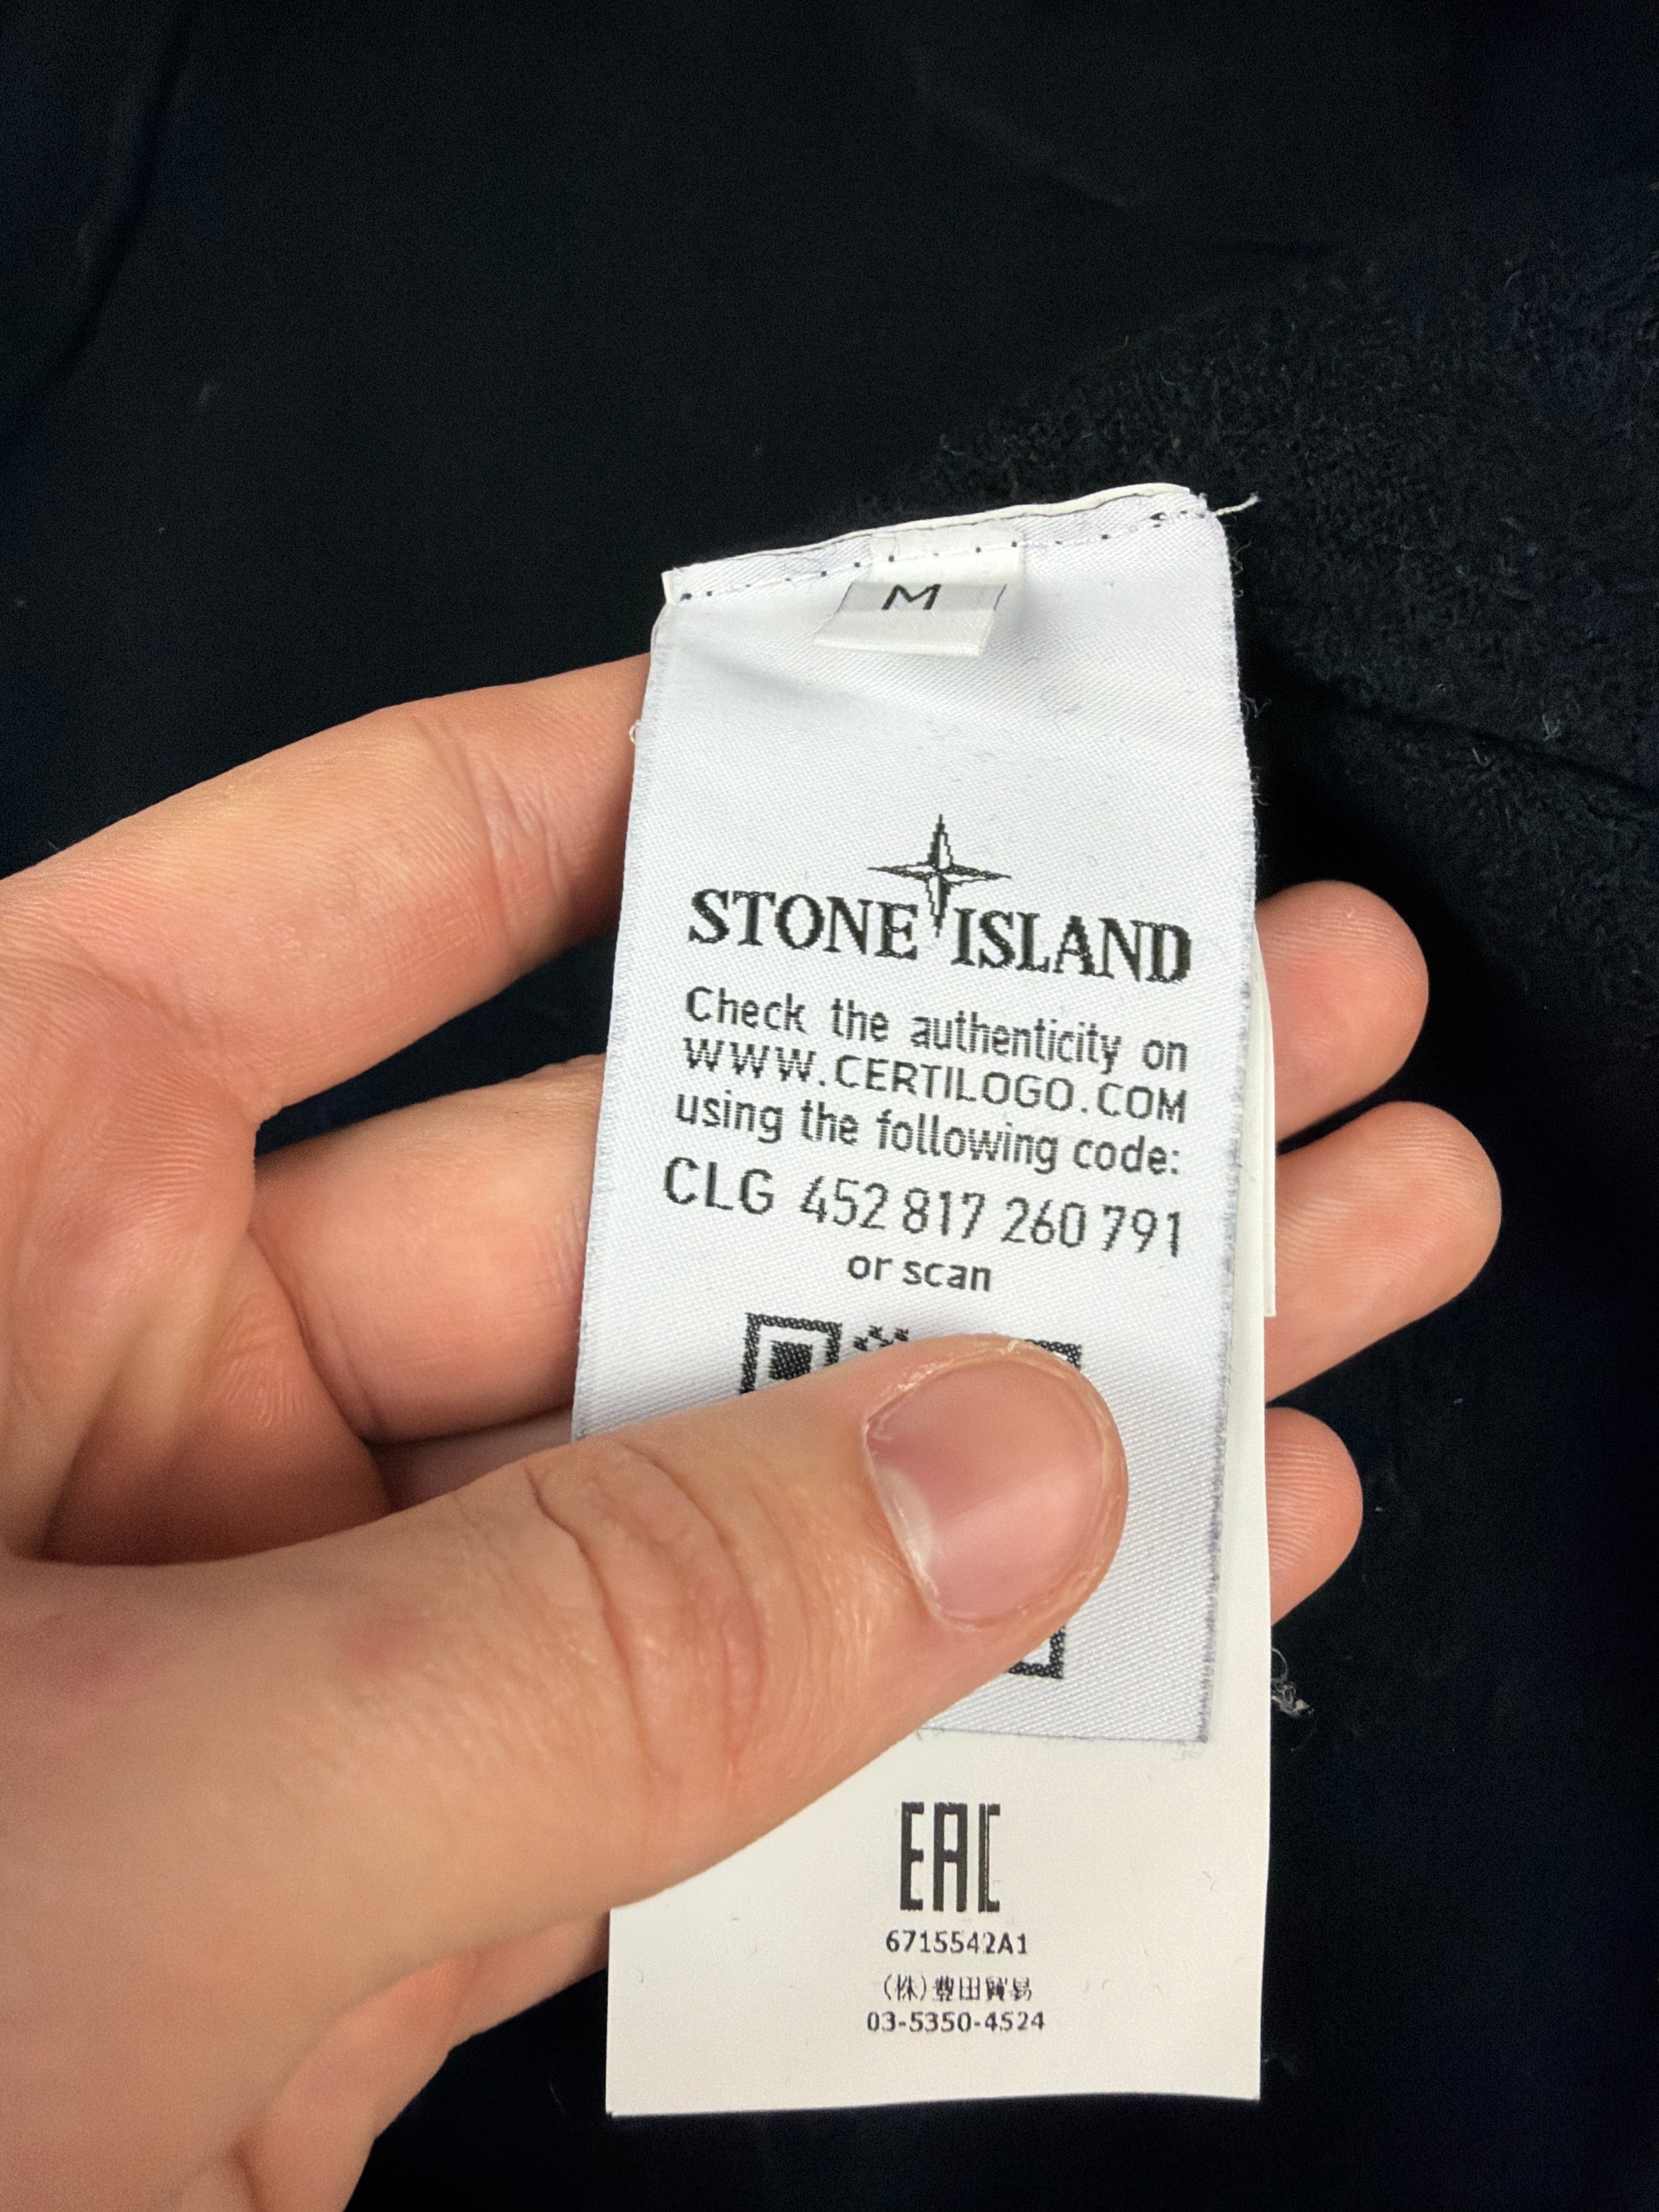 M
STONE ISLAND
Check the authenticity on
WWW.CERTILOGO.COM
using the following code:
CLG 452 817 260 791
or scan
EAC
6715542A1
(株)豊田貿易
03-5350-4524